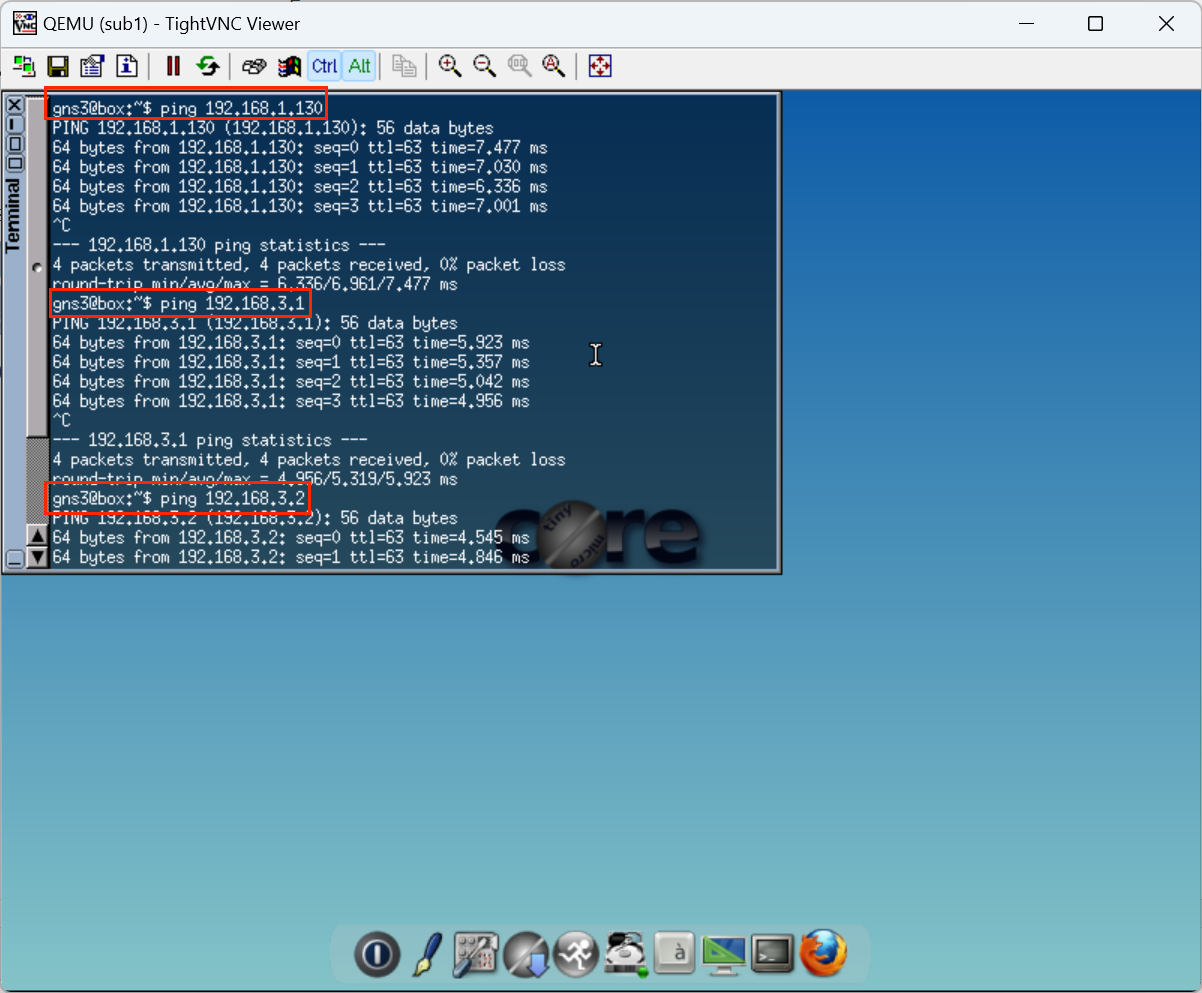 QEMU (sub1) - TightVNC Viewer
Ctrl Alt
Terminal
gns3@box:~$ ping 192.168.1.130
PING 192.168.1.130 (192.168.1.130): 56 data bytes
64 bytes from 192.168.1.130: seq=0 ttl=63 time=7.477 ms
64 bytes from 192.168.1.130: seq=1 ttl=63 time=7.030 ms
64 bytes from 192.168.1.130: seq=2 ttl=63 time=6.336 ms
64 bytes from 192.168.1.130: seq=3 ttl=63 time=7.001 ms
^C
--- 192.168.1.130 ping statistics ---
4 packets transmitted, 4 packets received, 0% packet loss
round-trip min/avg/max = 6.336/6.961/7.477 ms
gns3@box:~$ ping 192.168.3.1
PING 192.168.3.1 (192.168.3.1): 56 data bytes
64 bytes from 192.168.3.1: seq=0 ttl=63 time=5.923 ms
64 bytes from 192.168.3.1: seq=1 ttl=63 time=5.357 ms
64 bytes from 192.168.3.1: seq=2 ttl=63 time=5.042 ms
64 bytes from 192.168.3.1: seq=3 ttl=63 time=4.956 ms
^C
--- 192.168.3.1 ping statistics ---
4 packets transmitted, 4 packets received, 0% packet loss
round-trip min/avg/max = 4.956/5.319/5.923 ms
gns3@box:~$ ping 192.168.3.2
PING 192.168.3.2 (192.168.3.2): 56 data bytes
64 bytes from 192.168.3.2: seq=0 ttl=63 time=4.545 ms
64 bytes from 192.168.3.2: seq=1 ttl=63 time=4.846 ms
core
tiny
micro
à